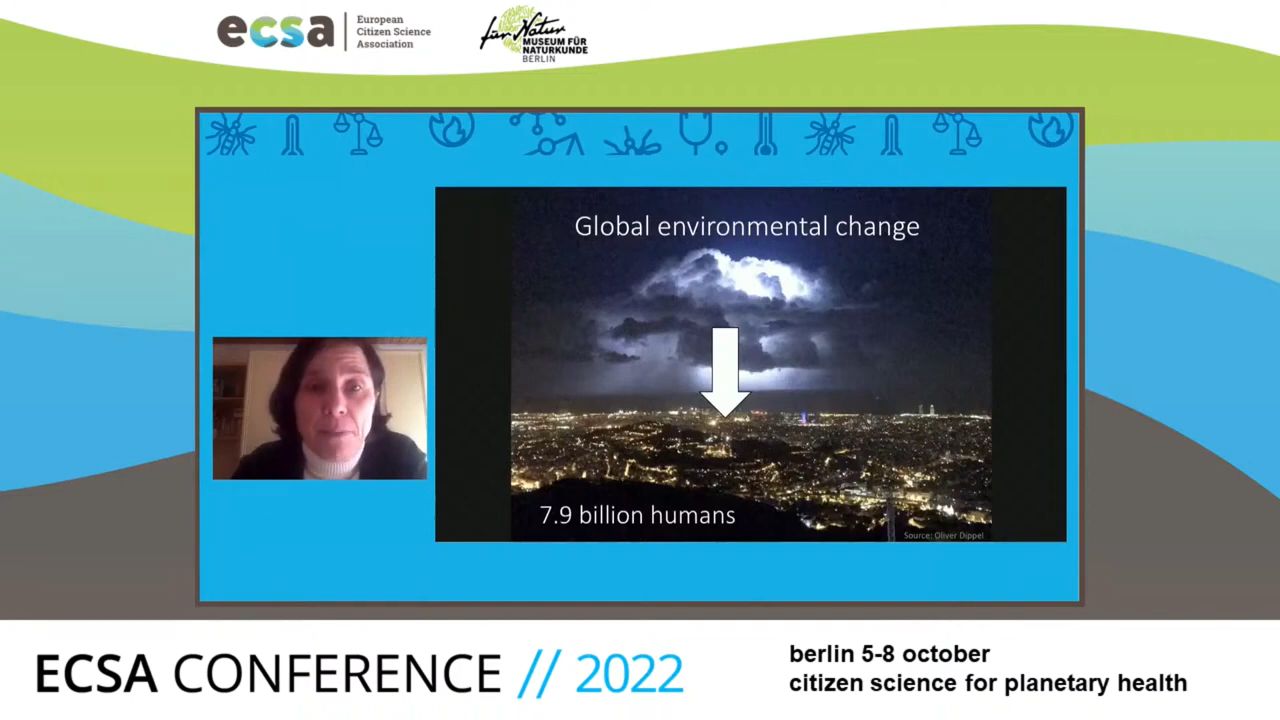 ecsa
European
Citizen Science
Association
für Natur
MUSEUM FÜR
NATURKUNDE
BERLIN
Global environmental change
7.9 billion humans
Source: Oliver Dippel
ECSA CONFERENCE // 2022
berlin 5-8 october
citizen science for planetary health